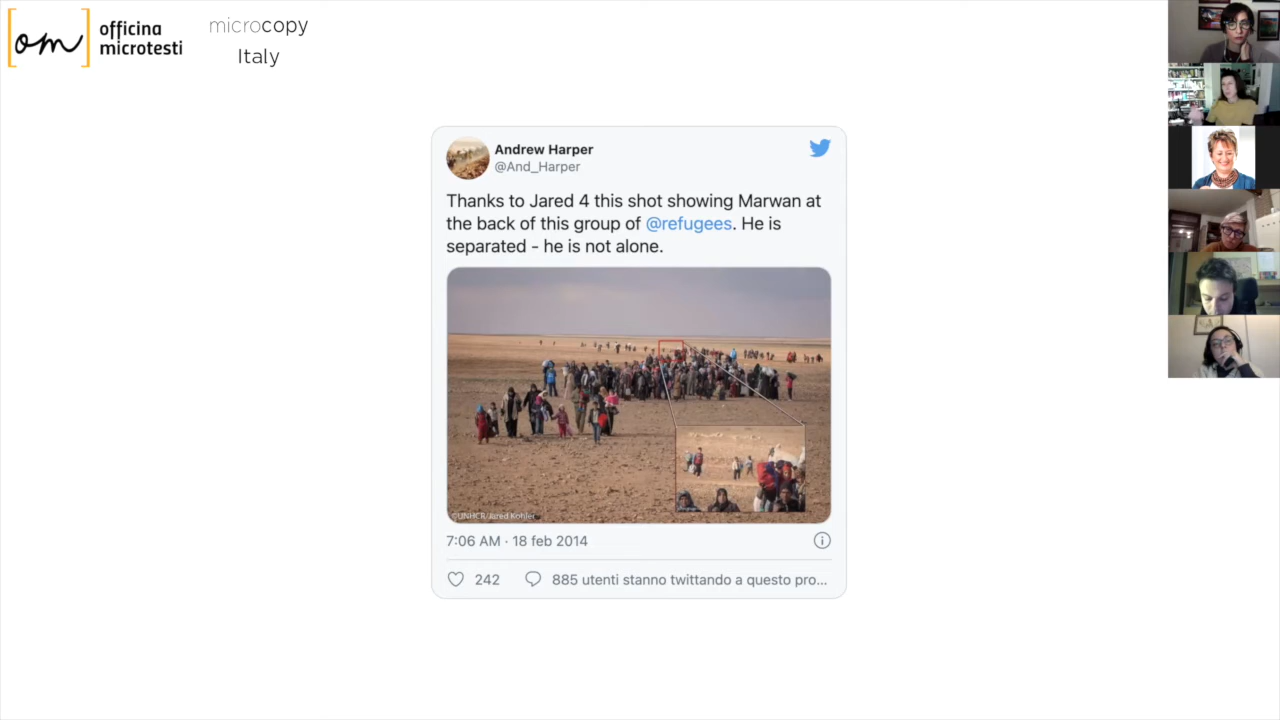 om
officina
microtesti
microcopy
Italy
Andrew Harper
@And_Harper
Thanks to Jared 4 this shot showing Marwan at
the back of this group of @refugees. He is
separated - he is not alone.
©UNHCR/Jared Kohler
7:06 AM · 18 feb 2014
242
885 utenti stanno twittando a questo pro...